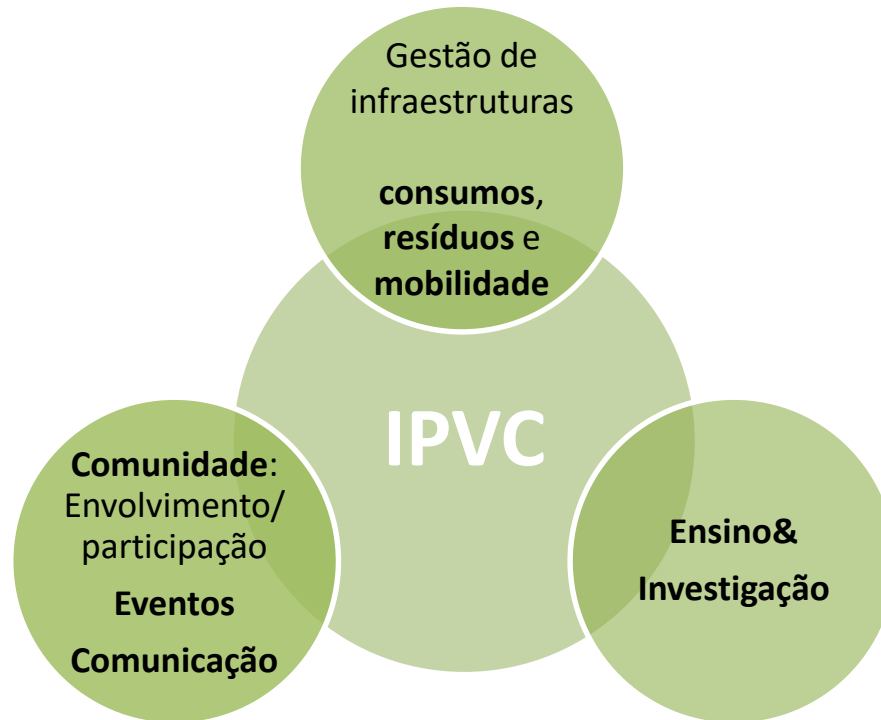 Gestão de
infraestruturas
consumos,
resíduos e
mobilidade
IPVC
Comunidade:
Envolvimento/
participação
Eventos
Comunicação
Ensino&
Investigação